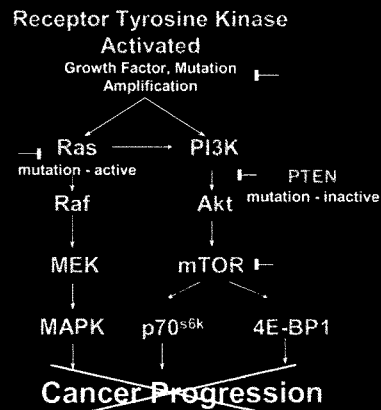 Receptor Tyrosine Kinase
Activated
Growth Factor, Mutation
Amplification
Ras PI3K
mutation - active
PTEN
mutation - inactive
Raf Akt
MEK mTOR
MAPK p70s6k 4E-BP1
Cancer Progression